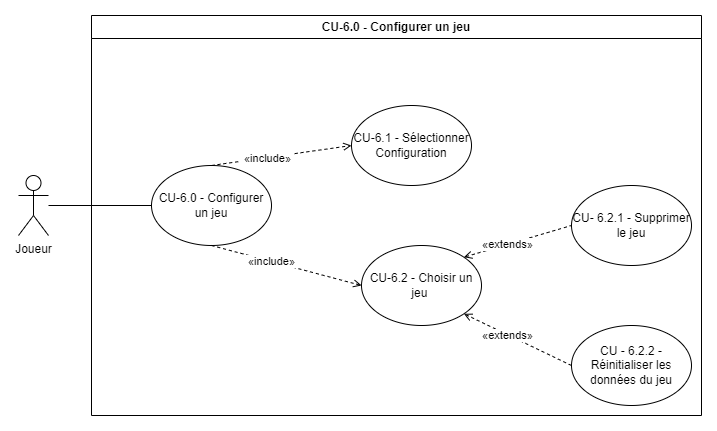 CU-6.0 - Configurer un jeu
CU-6.1 - Sélectionner
Configuration
«include»
CU-6.0 - Configurer
un jeu
CU- 6.2.1 - Supprimer
le jeu
Joueur
«extends»
«include»
CU-6.2 - Choisir un
jeu
«extends»
CU - 6.2.2 -
Réinitialiser les
données du jeu